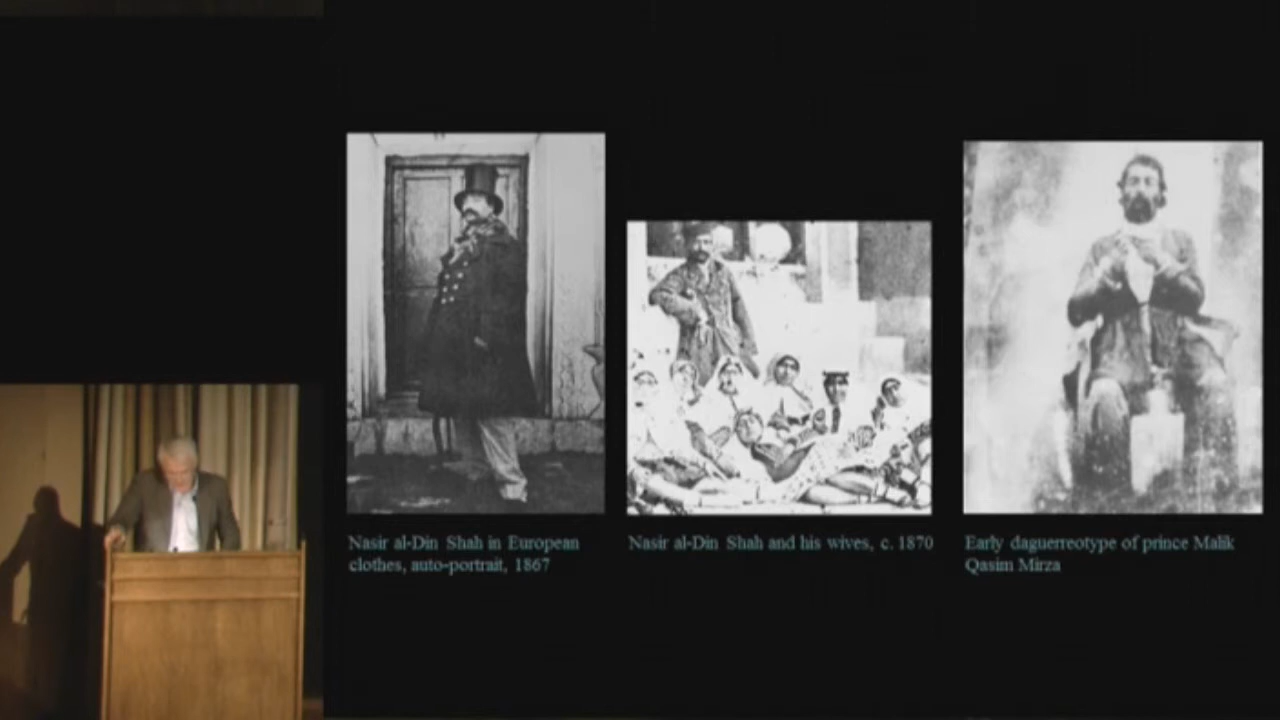 Nasir al-Din Shah in European
clothes, auto-portrait, 1867
Nasir al-Din Shah and his wives, c. 1870
Early daguerreotype of prince Malik
Qasim Mirza